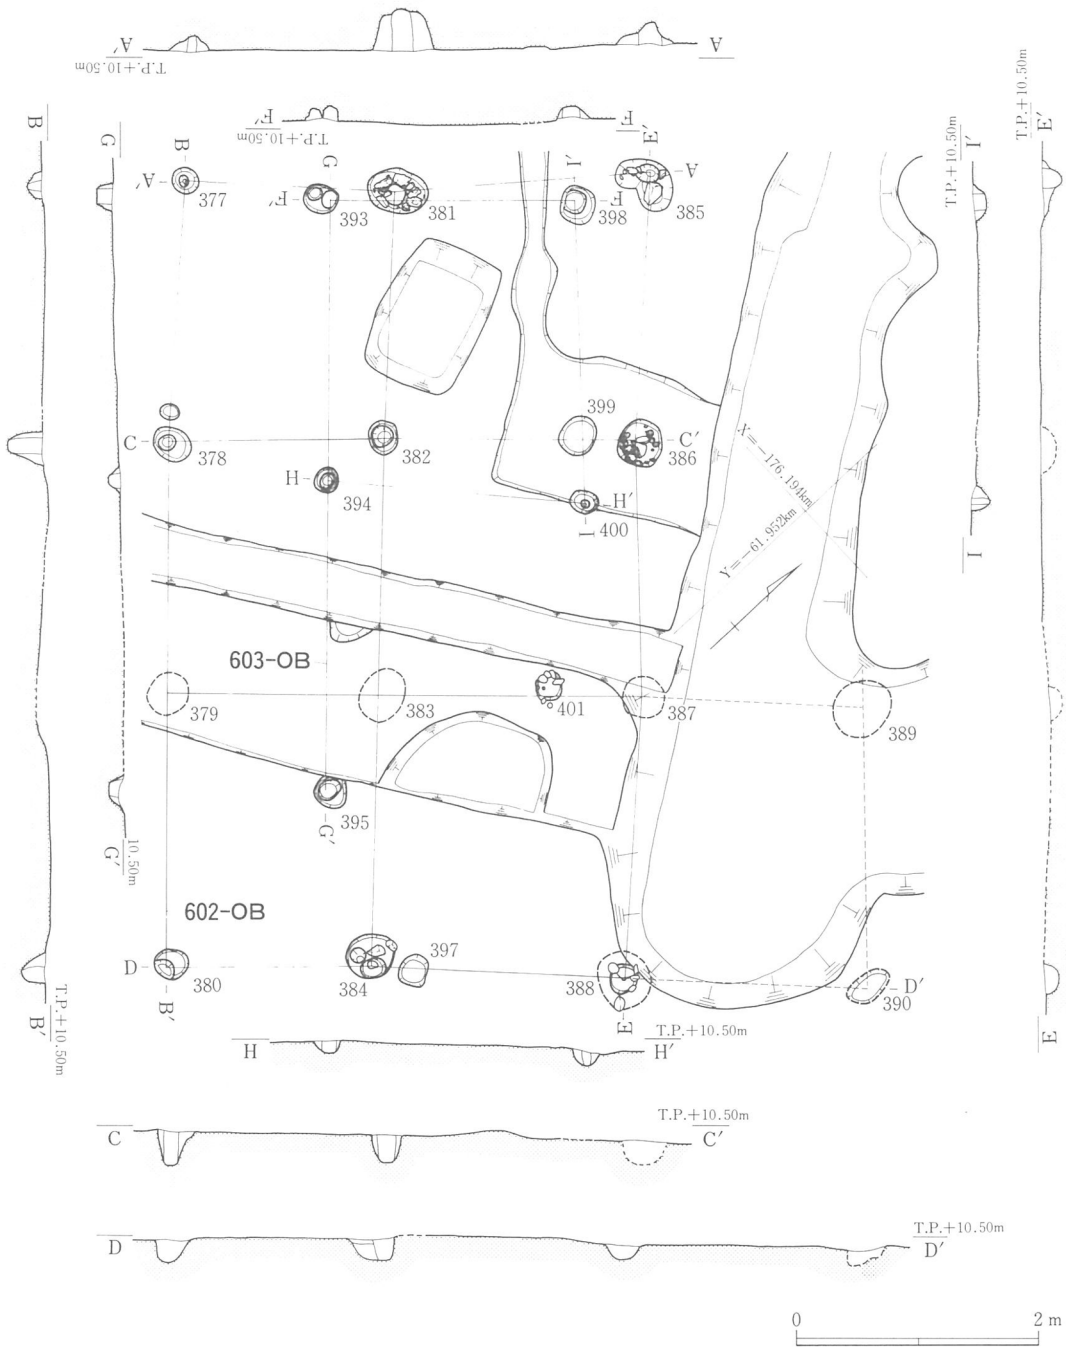 A′
A
T.P.+10.50m
F′
F
T.P.+10.50m
T.P.+10.50m
E′
T.P.+10.50m
I′
B
G
B
G
I′
E′
A′
A
377
F′
393
381
F
398
385
399
C
378
382
C′
386
H
394
H′
I
400
X=−176.194km
Y=−61.952km
I
603-OB
379
383
401
387
389
395
G′
10.50m
G′
602-OB
D
380
B′
384
397
388
E
D′
390
T.P.+10.50m
B′
E
H
T.P.+10.50m
H′
C
T.P.+10.50m
C′
D
T.P.+10.50m
D′
0
2 m